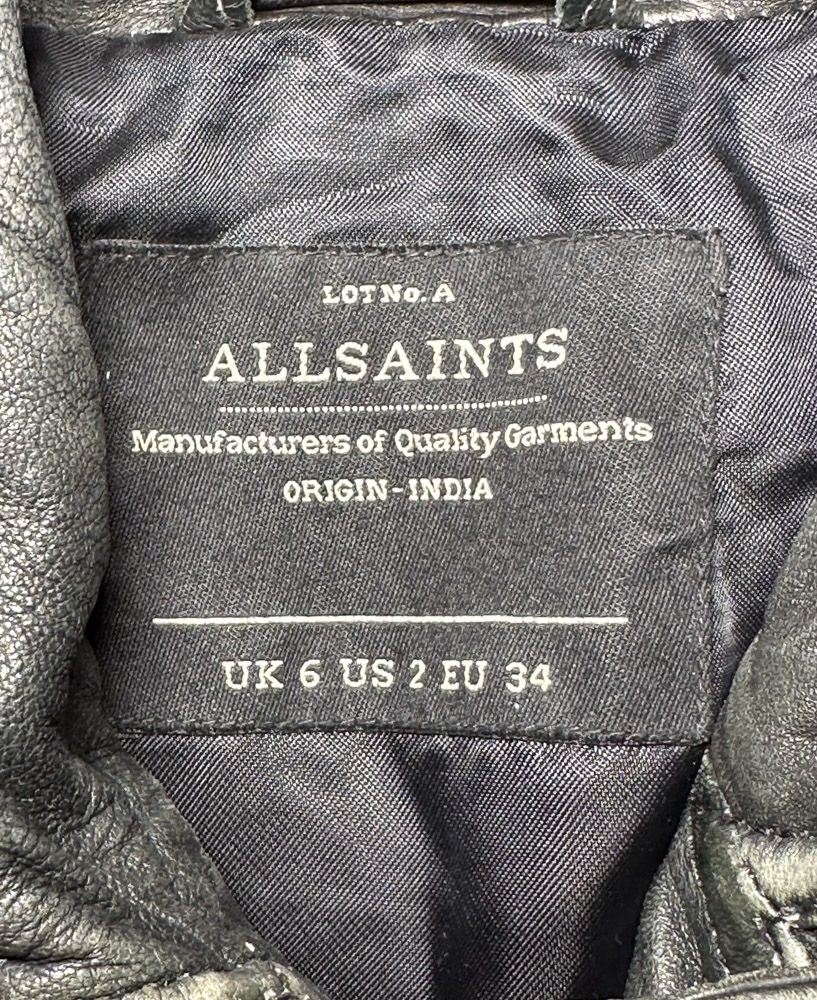 LOT No. A
ALLSAINTS
Manufacturers of Quality Garments
ORIGIN-INDIA
UK 6 US 2 EU 34